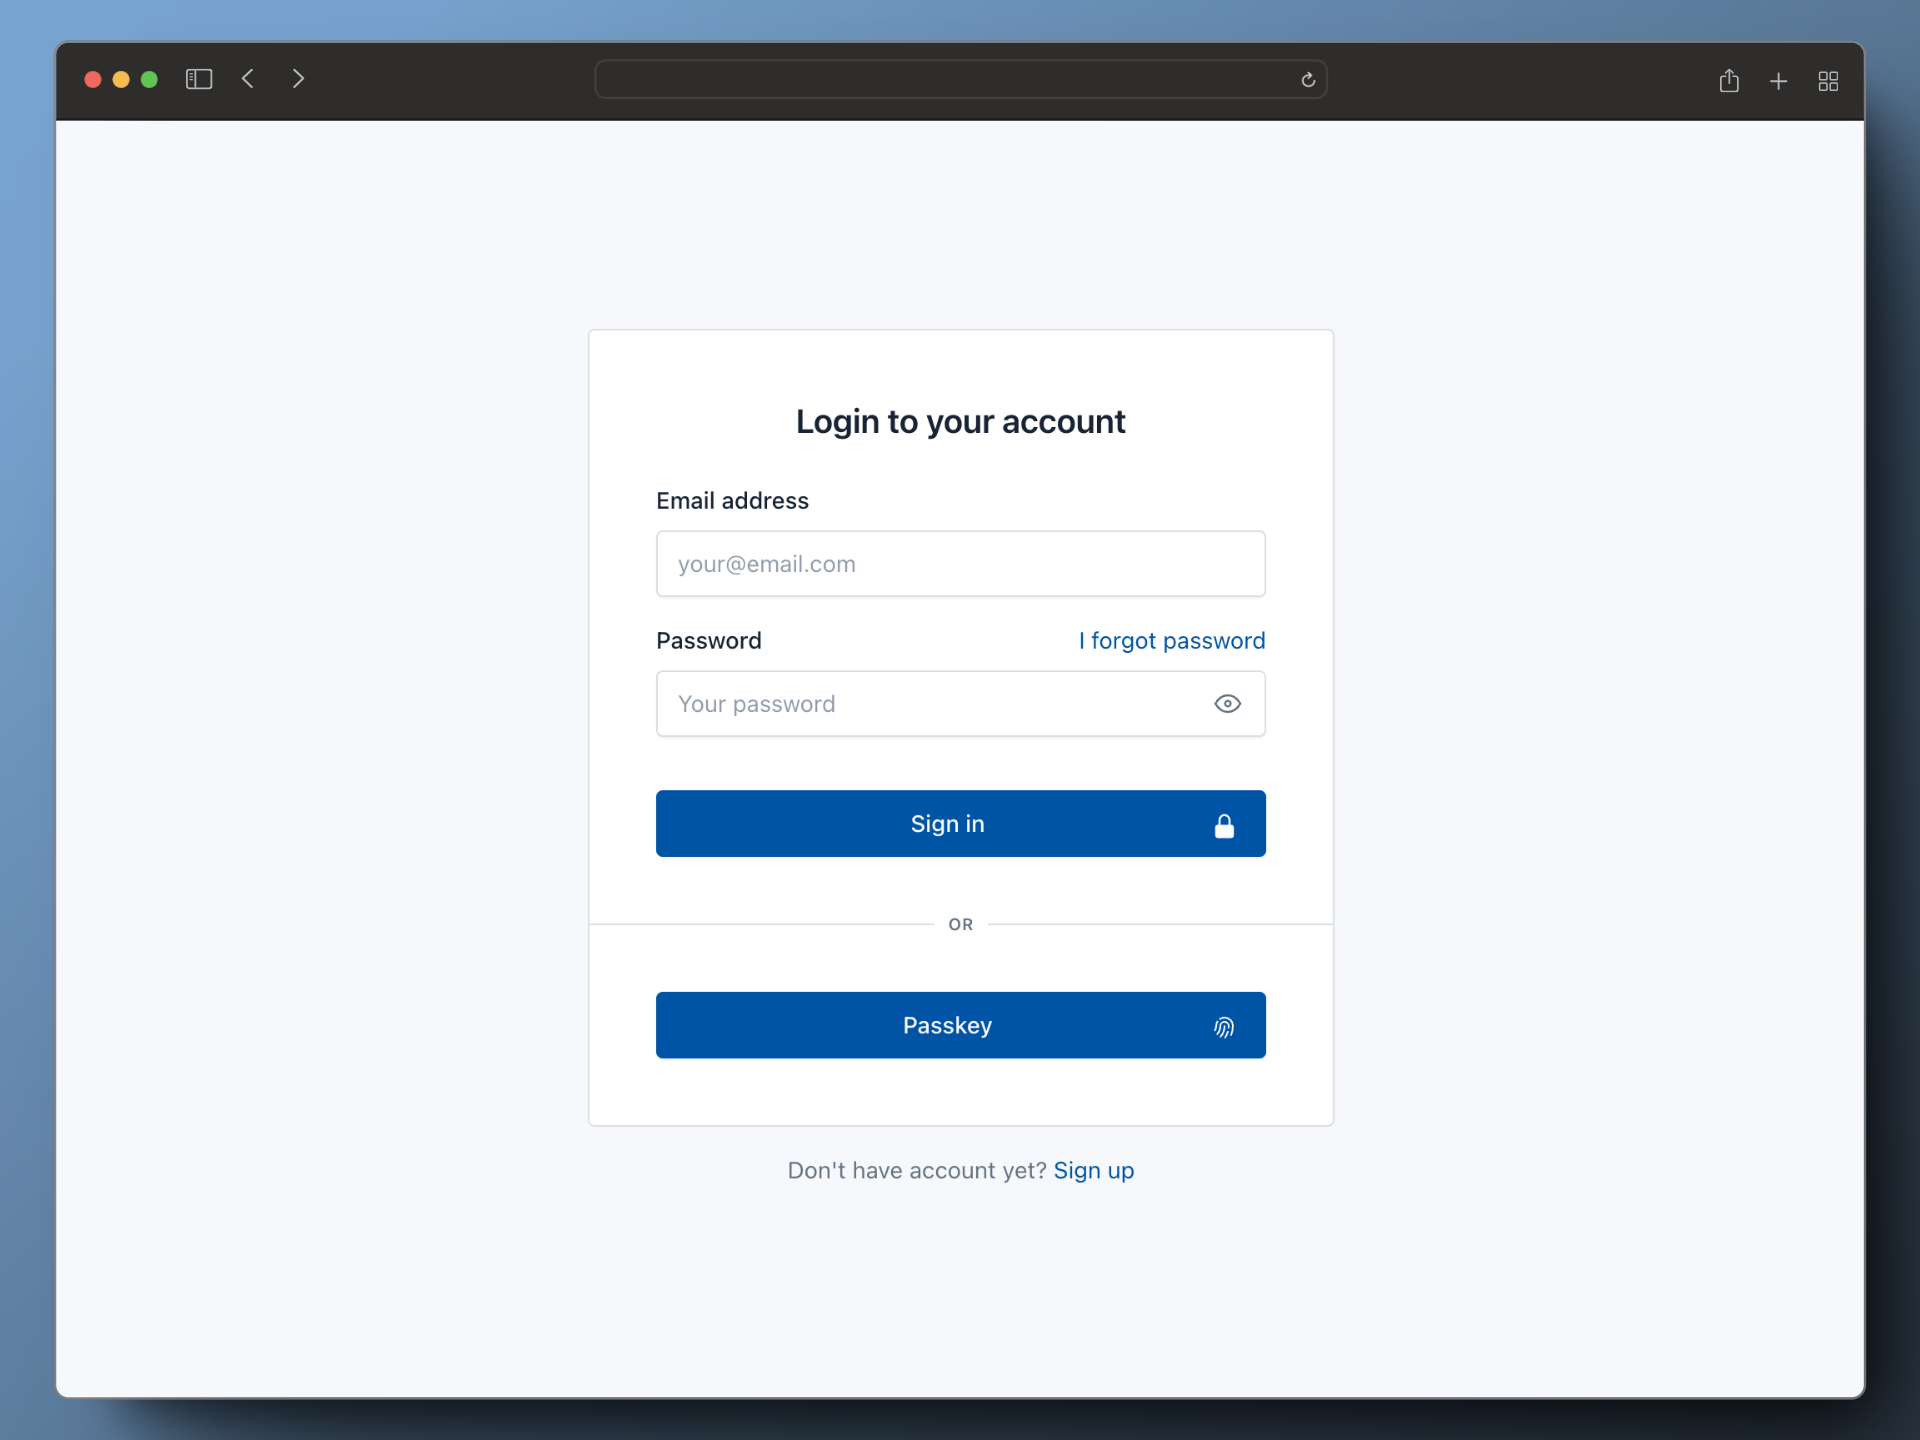 Login to your account
Email address
your@email.com
Password I forgot password
Your password
Sign in
OR
Passkey
Don't have account yet? Sign up